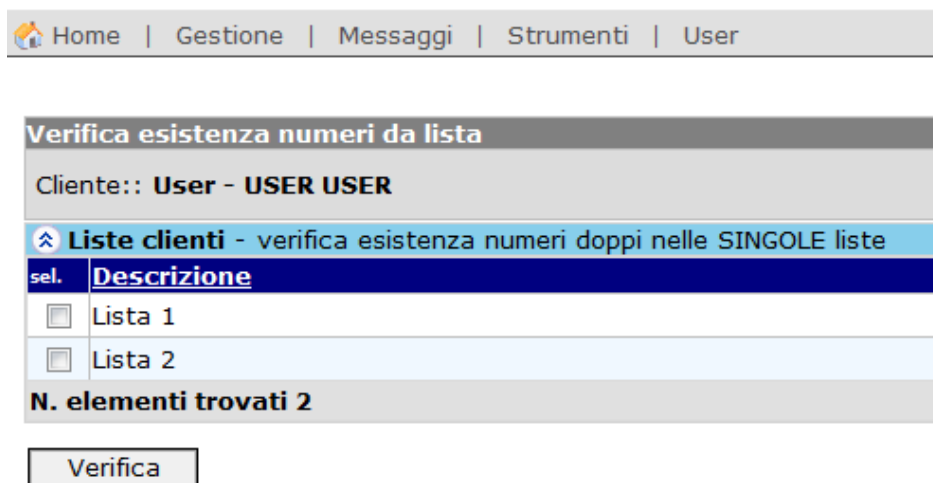 Home | Gestione | Messaggi | Strumenti | User
Verifica esistenza numeri da lista
Cliente:: User - USER USER
Liste clienti - verifica esistenza numeri doppi nelle SINGOLE liste
sel. Descrizione
Lista 1
Lista 2
N. elementi trovati 2
Verifica